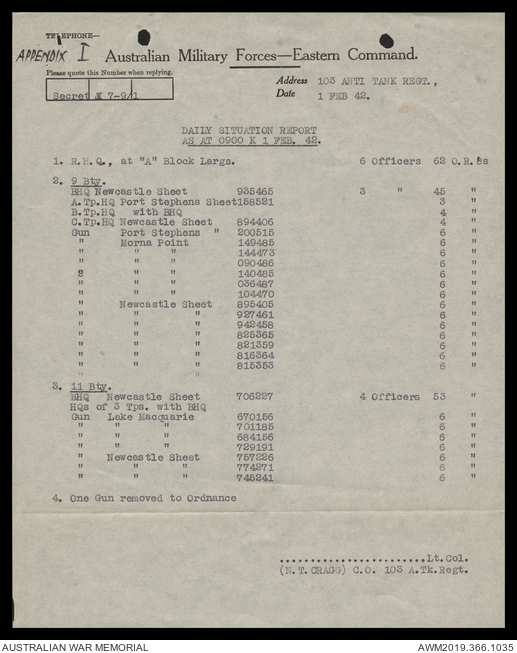 TELEPHONE—
APPENDIX I
Australian Military Forces—Eastern Command.
Please quote this Number when replying.
Secret X 7-9/1
Address 103 ANTI TANK REGT.,
Date 1 FEB 42.
DAILY SITUATION REPORT
AS AT 0900 K 1 FEB. 42.
1. R.H.Q., at "A" Block Largs. 6 Officers 62 O.R.Ss
2. 9 Bty.
BHQ Newcastle Sheet 935465 3 " 45 "
A.Tp.HQ Port Stephens Sheet158521 3 "
B.Tp.HQ with BHQ 4 "
C.Tp.HQ Newcastle Sheet 894406 4 "
Gun Port Stephens " 200515 6 "
" Morna Point 149485 6 "
" " " 144473 6 "
" " " 090486 6 "
" " " 140485 6 "
" " " 036487 6 "
" " " 104470 6 "
" Newcastle Sheet 895405 6 "
" " " 927461 6 "
" " " 942458 6 "
" " " 825365 6 "
" " " 821359 6 "
" " " 816364 6 "
" " " 815353 6 "
3. 11 Bty.
BHQ Newcastle Sheet 706227 4 Officers 53 "
HQs of 3 Tps. with BHQ
Gun Lake Macquarie 670156 6 "
" " " 701185 6 "
" " " 684156 6 "
" " " 729191 6 "
" Newcastle Sheet 757226 6 "
" " " 774271 6 "
" " " 745241 6 "
4. One Gun removed to Ordnance
........................Lt.Col.
(N.T.CRAGG) C.O. 103 A.Tk.Regt.
AUSTRALIAN WAR MEMORIAL AWM2019.366.1035